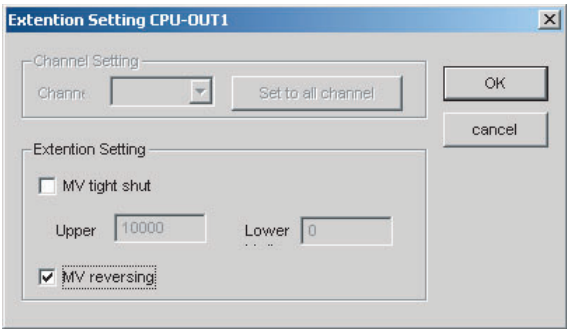 Extention Setting CPU-OUT1
Channel Setting
Channe
Set to all channel
OK
cancel
Extention Setting
MV tight shut
Upper 10000 Lower 0
MV reversing